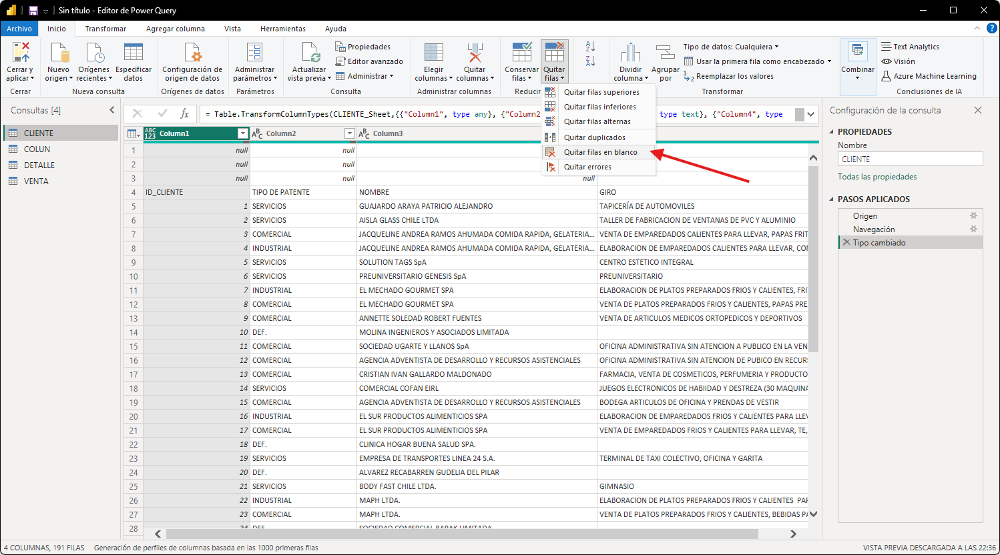 Sin título - Editor de Power Query
Archivo Inicio Transformar Agregar columna Vista Herramientas Ayuda
Cerrar y aplicar
Cerrar
Nuevo origen
Orígenes recientes
Especificar datos
Nueva consulta
Configuración de origen de datos
Orígenes de datos
Administrar parámetros
Parámetros
Actualizar vista previa
Propiedades
Editor avanzado
Administrar
Consulta
Elegir columnas
Quitar columnas
Administrar columnas
Conservar filas
Quitar filas
Reducir
Dividir columna
Agrupar por
Tipo de datos: Cualquiera
Usar la primera fila como encabezado
Reemplazar los valores
Transformar
Combinar
Text Analytics
Visión
Azure Machine Learning
Conclusiones de IA
Quitar filas superiores
Quitar filas inferiores
Quitar filas alternas
Quitar duplicados
Quitar filas en blanco
Quitar errores
Consultas [4]
CLIENTE
COLUN
DETALLE
VENTA
= Table.TransformColumnTypes(CLIENTE_Sheet,{{"Column1", type any}, {"Column2 type text}, {"Column4", type
ABC 123 Column1 ABC Column2 ABC Column3
1 null null
2 null null
3 null null null
4 ID_CLIENTE TIPO DE PATENTE NOMBRE GIRO
5 1 SERVICIOS GUAJARDO ARAYA PATRICIO ALEJANDRO TAPICERÍA DE AUTOMOVILES
6 2 SERVICIOS AISLA GLASS CHILE LTDA TALLER DE FABRICACION DE VENTANAS DE PVC Y ALUMINIO
7 3 COMERCIAL JACQUELINE ANDREA RAMOS AHUMADA COMIDA RAPIDA, GELATERIA... VENTA DE EMPAREDADOS CALIENTES PARA LLEVAR, PAPAS FRIT
8 4 INDUSTRIAL JACQUELINE ANDREA RAMOS AHUMADA COMIDA RAPIDA, GELATERIA... ELABORACION DE EMPAREDADOS CALIENTES PARA LLEVAR, CON
9 5 SERVICIOS SOLUTION TAGS SpA CENTRO ESTETICO INTEGRAL
10 6 SERVICIOS PREUNIVERSITARIO GENESIS SpA PREUNIVERSITARIO
11 7 INDUSTRIAL EL MECHADO GOURMET SPA ELABORACION DE PLATOS PREPARADOS FRIOS Y CALIENTES, FRI
12 8 COMERCIAL EL MECHADO GOURMET SPA VENTA DE PLATOS PREPARADOS FRIOS Y CALIENTES, PAPAS PRE
13 9 COMERCIAL ANNETTE SOLEDAD ROBERT FUENTES VENTA DE ARTICULOS MEDICOS ORTOPEDICOS Y DEPORTIVOS
14 10 DEF. MOLINA INGENIEROS Y ASOCIADOS LIMITADA
15 11 COMERCIAL SOCIEDAD UGARTE Y LLANOS SpA OFICINA ADMINISTRATIVA SIN ATENCION A PUBLICO EN LA VEN
16 12 COMERCIAL AGENCIA ADVENTISTA DE DESARROLLO Y RECURSOS ASISTENCIALES OFICINA ADMINISTRATIVA SIN ATENCION DE PUBICO EN RECUR
17 13 COMERCIAL CRISTIAN IVAN GALLARDO MALDONADO FARMACIA, VENTA DE COSMETICOS, PERFUMERIA Y PRODUCTO
18 14 SERVICIOS COMERCIAL COFAN EIRL JUEGOS ELECTRONICOS DE HABIIDAD Y DESTREZA (30 MAQUINA
19 15 COMERCIAL AGENCIA ADVENTISTA DE DESARROLLO Y RECURSOS ASISTENCIALES BODEGA ARTICULOS DE OFICINA Y PRENDAS DE VESTIR
20 16 INDUSTRIAL EL SUR PRODUCTOS ALIMENTICIOS SPA ELABORACION DE EMPAREDADOS FRIOS Y CALIENTES PARA LLEV
21 17 COMERCIAL EL SUR PRODUCTOS ALIMENTICIOS SPA VENTA DE EMPAREDADOS FRIOS Y CALIENTES PARA LLEVAR, TE,
22 18 DEF. CLINICA HOGAR BUENA SALUD SPA.
23 19 SERVICIOS EMPRESA DE TRANSPORTES LINEA 24 S.A. TERMINAL DE TAXI COLECTIVO, OFICINA Y GARITA
24 20 DEF. ALVAREZ RECABARREN GUDELIA DEL PILAR
25 21 SERVICIOS BODY FAST CHILE LTDA. GIMNASIO
26 22 INDUSTRIAL MAPH LTDA. ELABORACION DE PLATOS PREPARADOS FRIOS Y CALIENTES PAP
27 23 COMERCIAL MAPH LTDA. VENTA DE PLATOS PREPARADOS FRIOS Y CALIENTES, BEBIDAS PA
28 24 DEF. SOCIEDAD COMERCIAL BARAK LIMITADA
Configuración de la consulta
PROPIEDADES
Nombre
CLIENTE
Todas las propiedades
PASOS APLICADOS
Origen
Navegación
Tipo cambiado
4 COLUMNAS, 191 FILAS Generación de perfiles de columnas basada en las 1000 primeras filas VISTA PREVIA DESCARGADA A LAS 22:36